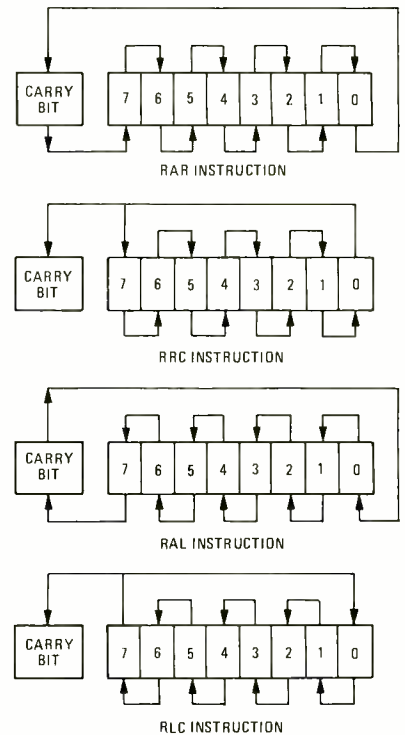 CARRY
BIT
7 6 5 4 3 2 1 0
RAR INSTRUCTION
CARRY
BIT
7 6 5 4 3 2 1 0
RRC INSTRUCTION
CARRY
BIT
7 6 5 4 3 2 1 0
RAL INSTRUCTION
CARRY
BIT
7 6 5 4 3 2 1 0
RLC INSTRUCTION